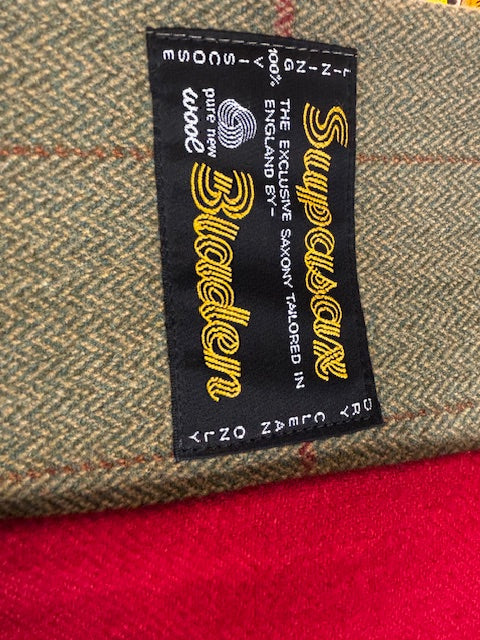 Supasax
THE EXCLUSIVE SAXONY TAILORED IN
ENGLAND BY-
Bladen
pure new
wool
LINING
100% VISCOSE
DRY CLEAN ONLY